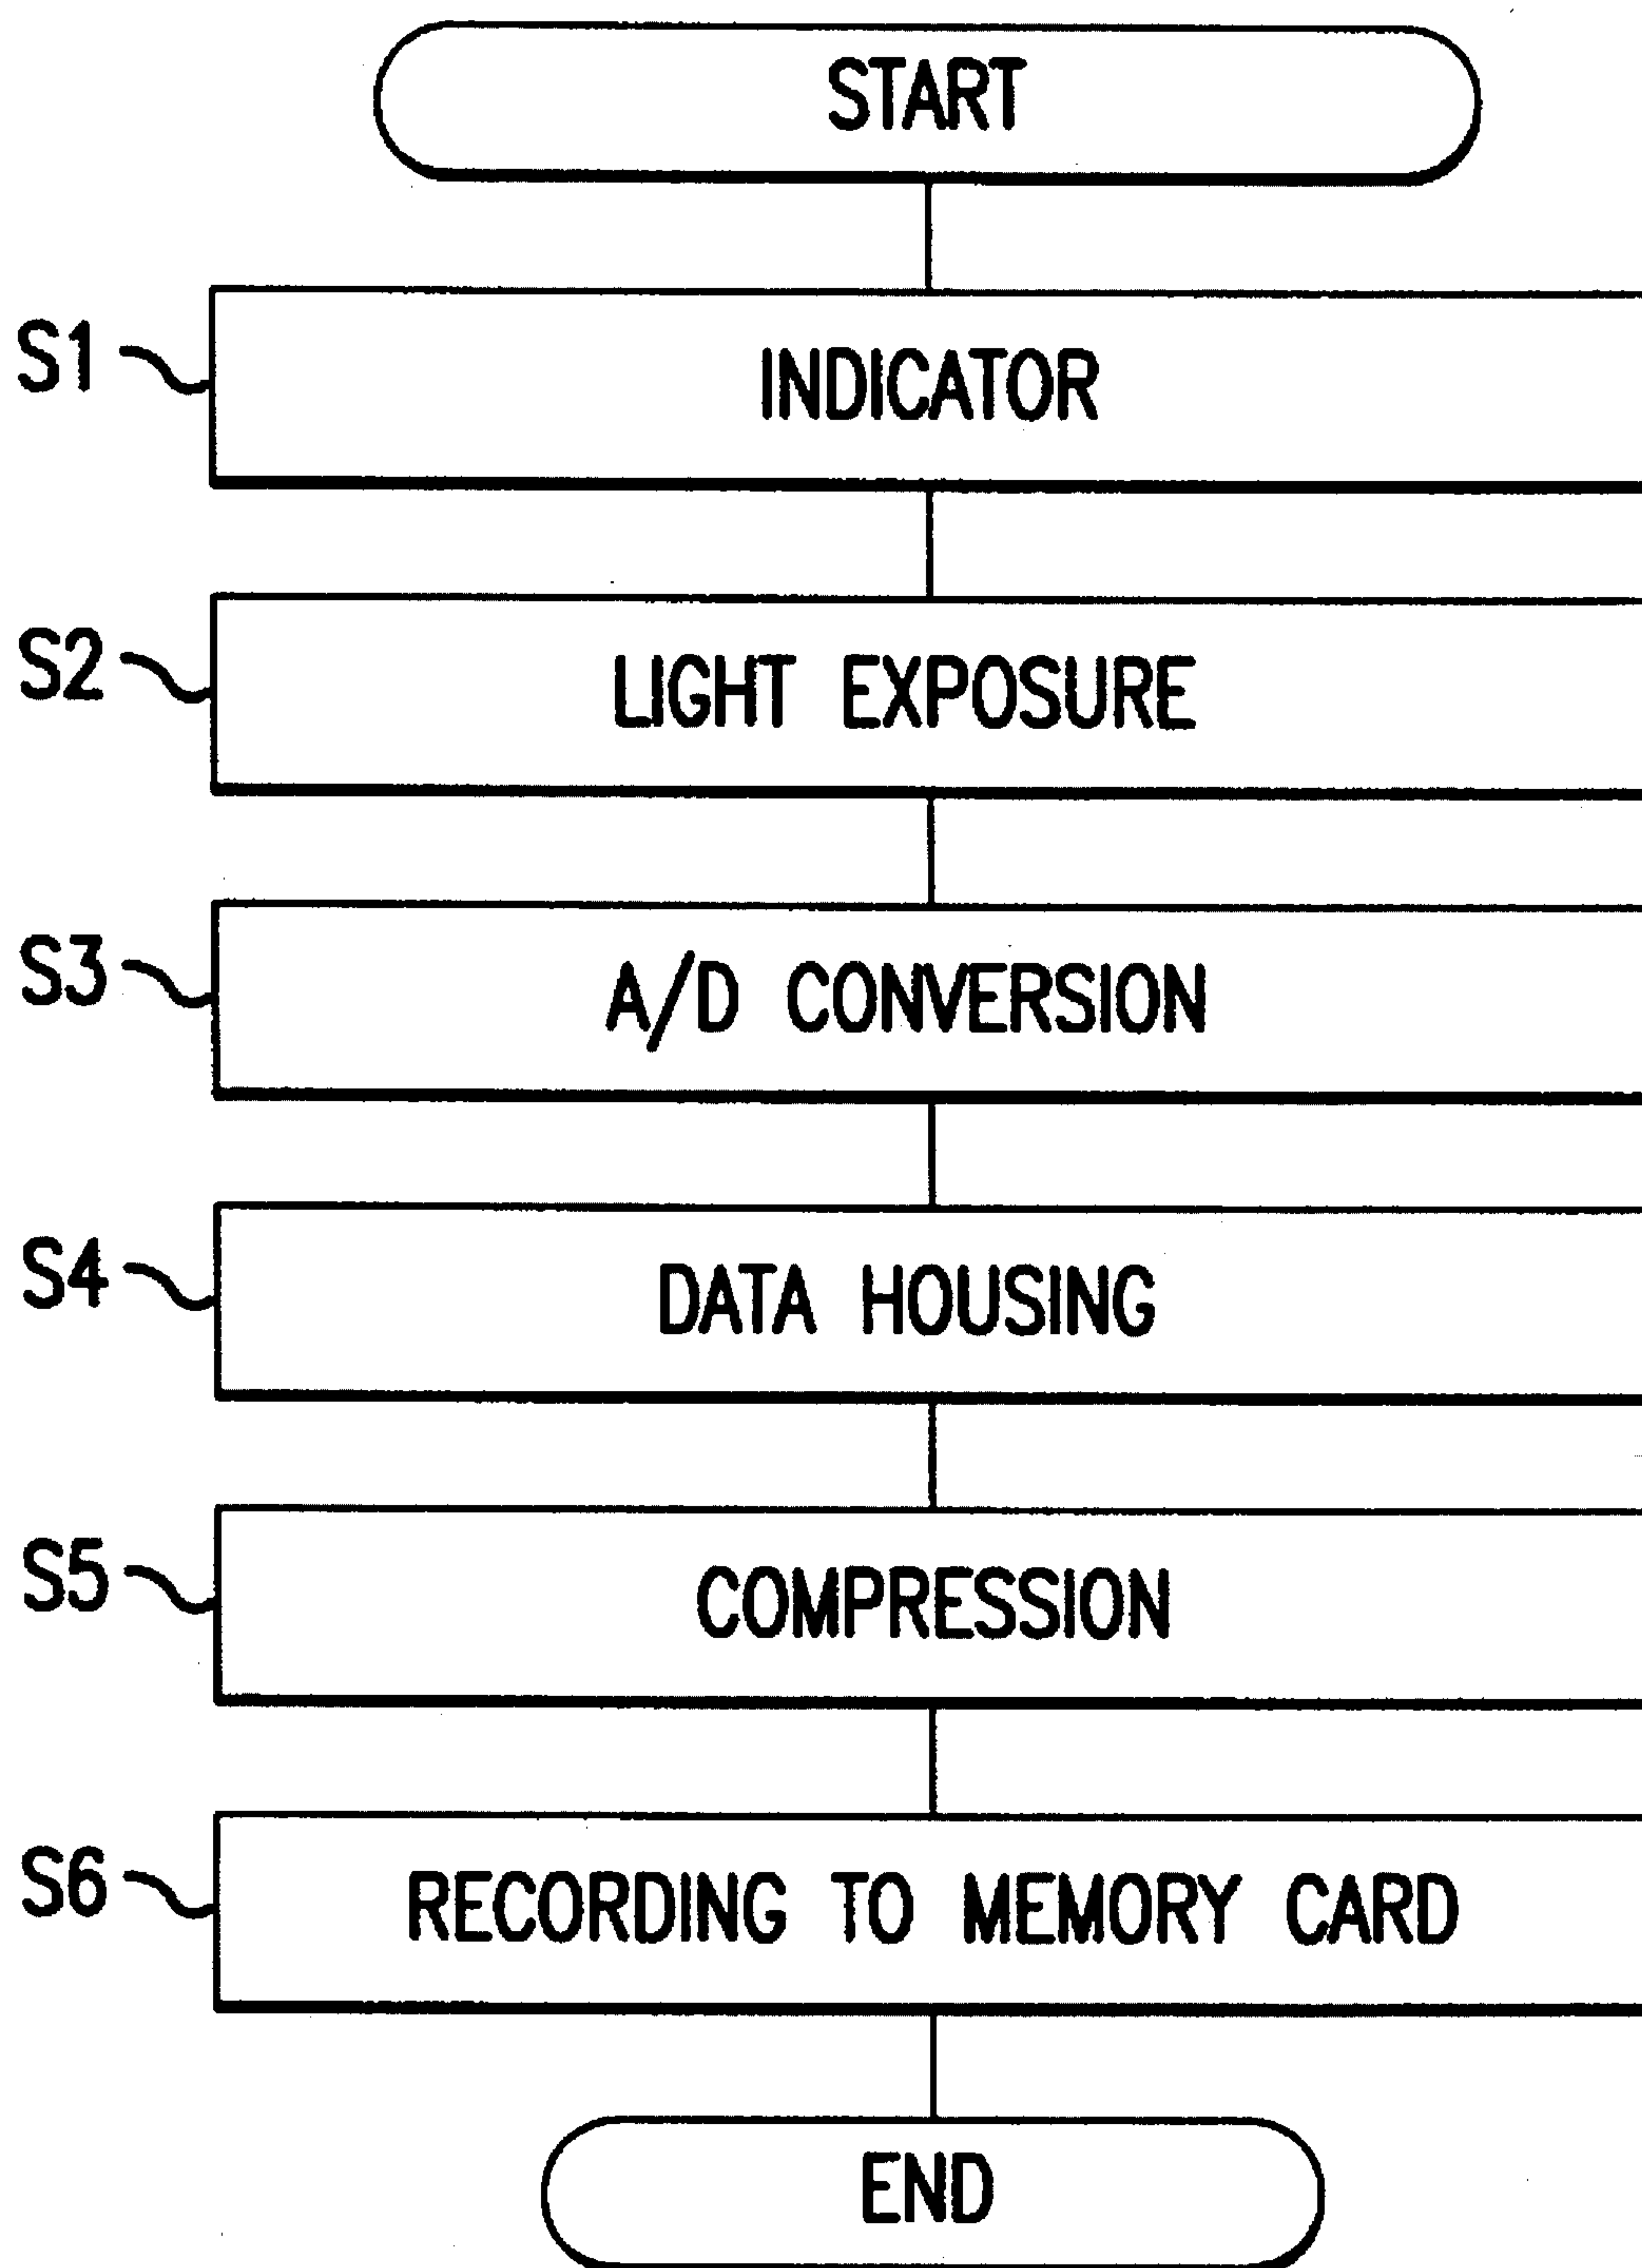 START
S1 INDICATOR
S2 LIGHT EXPOSURE
S3 A/D CONVERSION
S4 DATA HOUSING
S5 COMPRESSION
S6 RECORDING TO MEMORY CARD
END